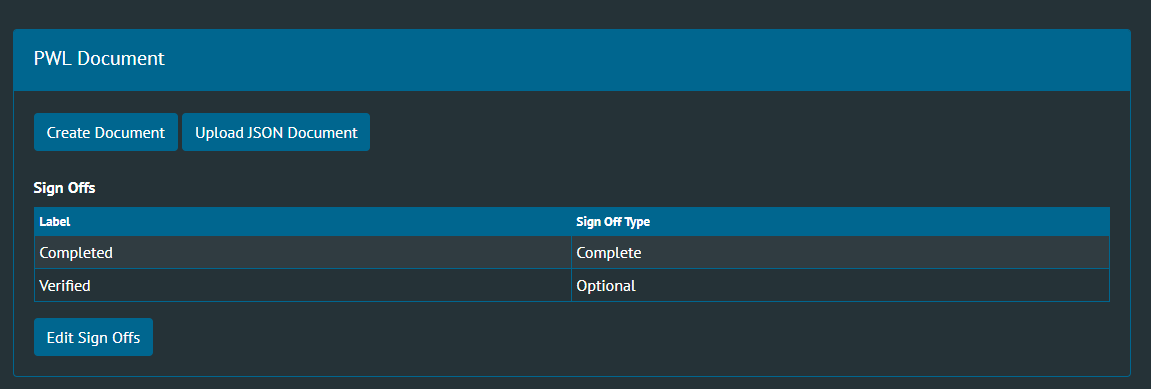 PWL Document
Create Document Upload JSON Document
Sign Offs
Label Sign Off Type
Completed Complete
Verified Optional
Edit Sign Offs